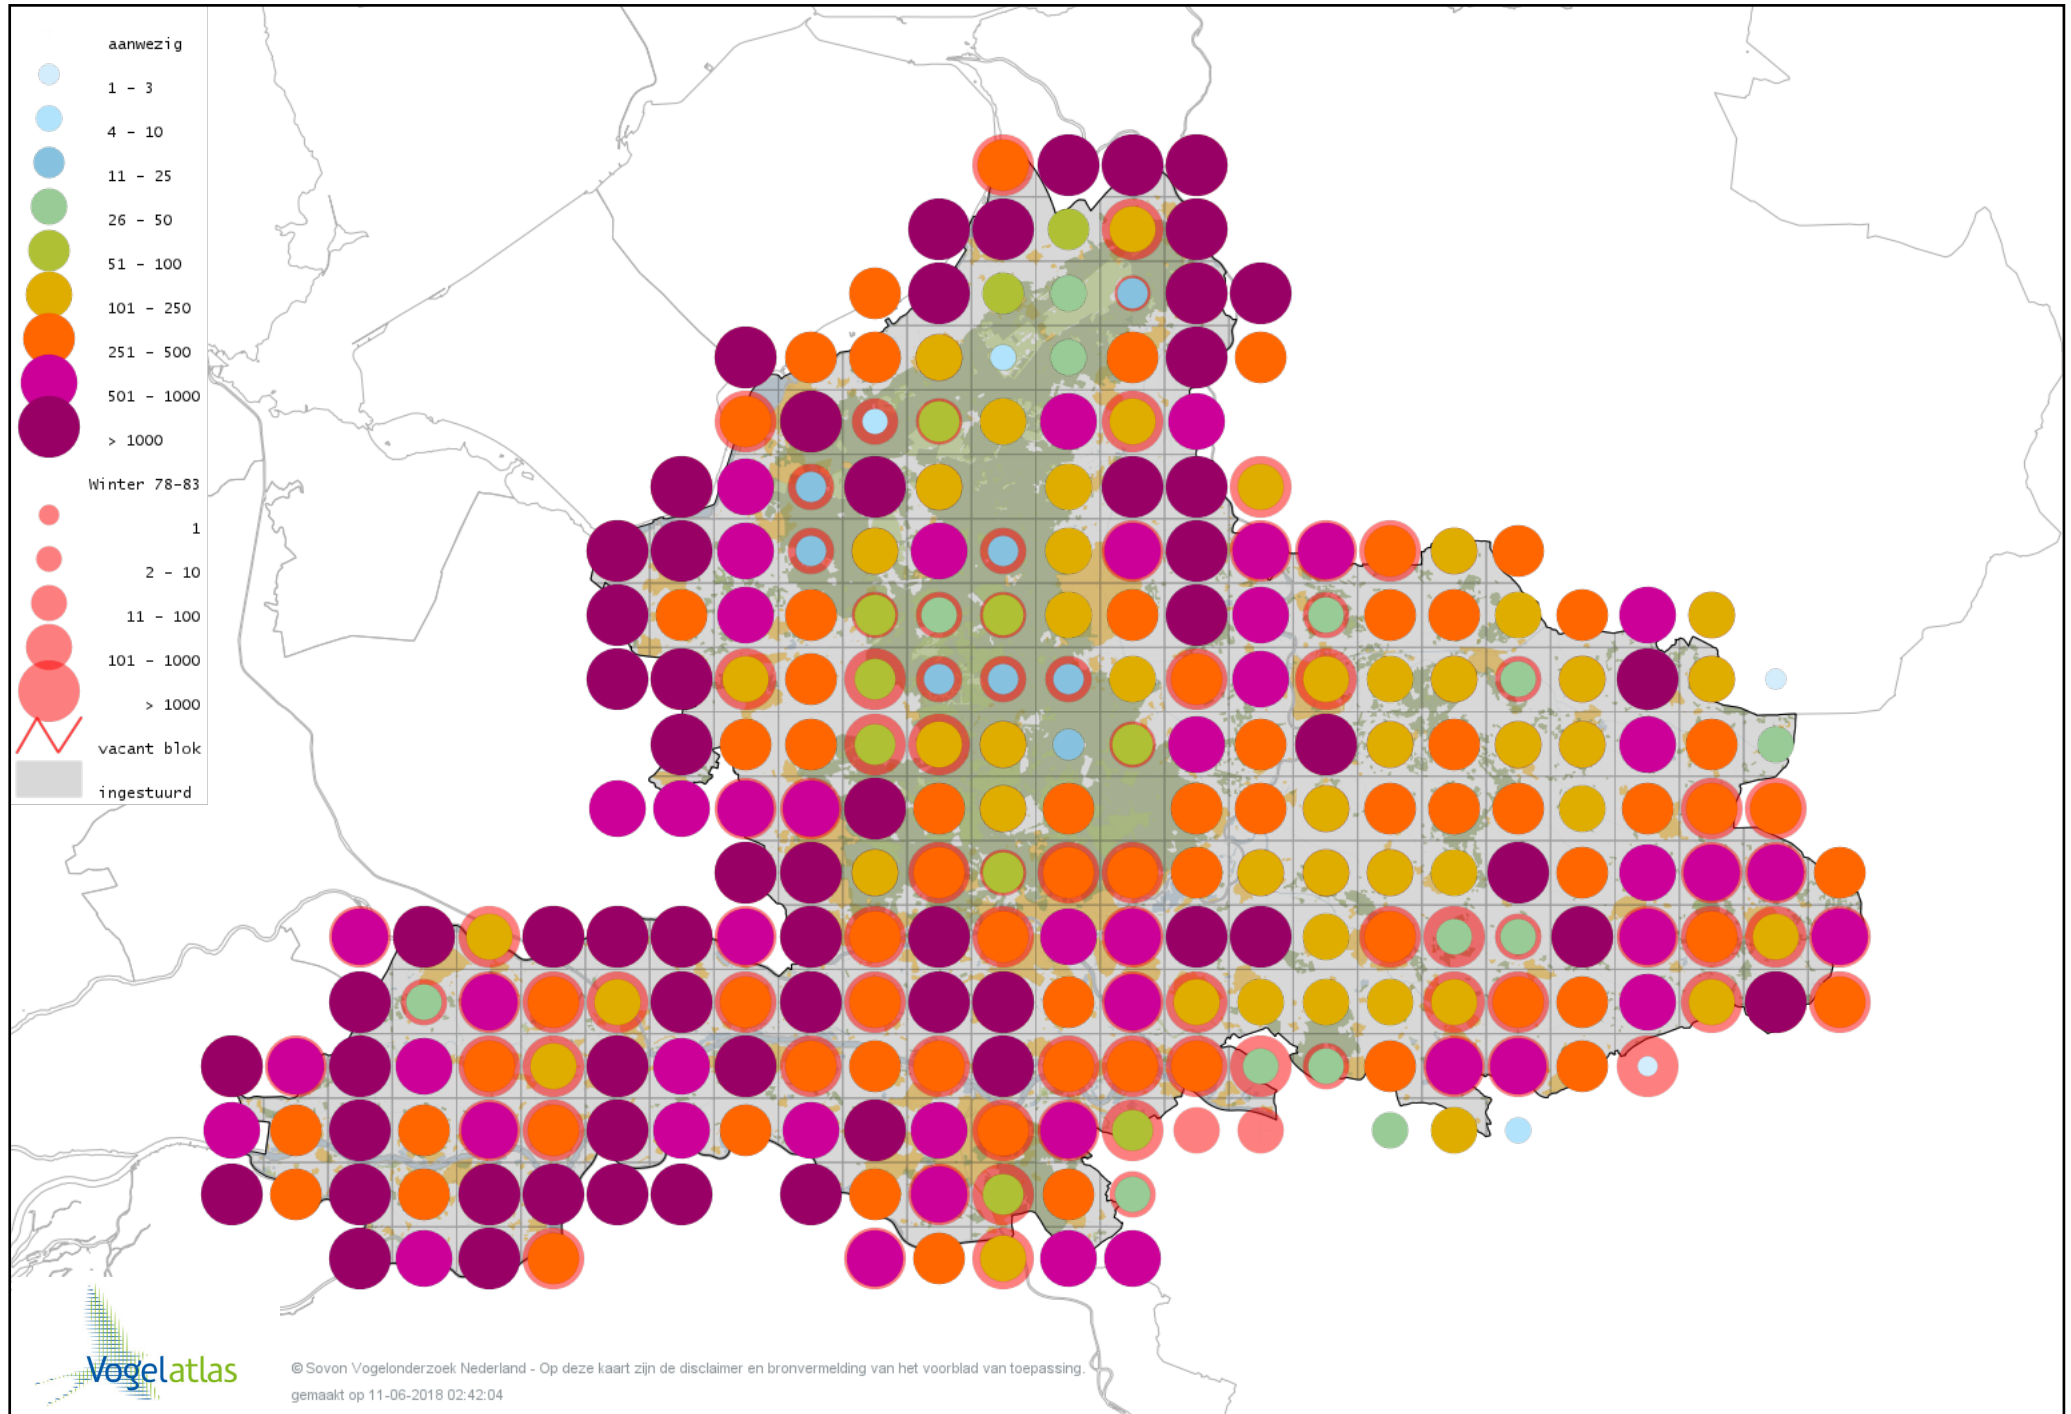 aanwezig
1 - 3
4 - 10
11 - 25
26 - 50
51 - 100
101 - 250
251 - 500
501 - 1000
> 1000
Winter 78-83
1
2 - 10
11 - 100
101 - 1000
> 1000
vacant blok
ingestuurd
Vogelatlas
© Sovon Vogelonderzoek Nederland - Op deze kaart zijn de disclaimer en bronvermelding van het voorblad van toepassing.
gemaakt op 11-06-2018 02:42:04